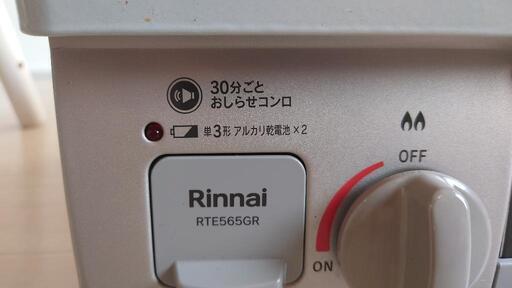 30分ごと
おしらせコンロ
単3形 アルカリ乾電池×2
OFF
Rinnai
RTE565GR
ON